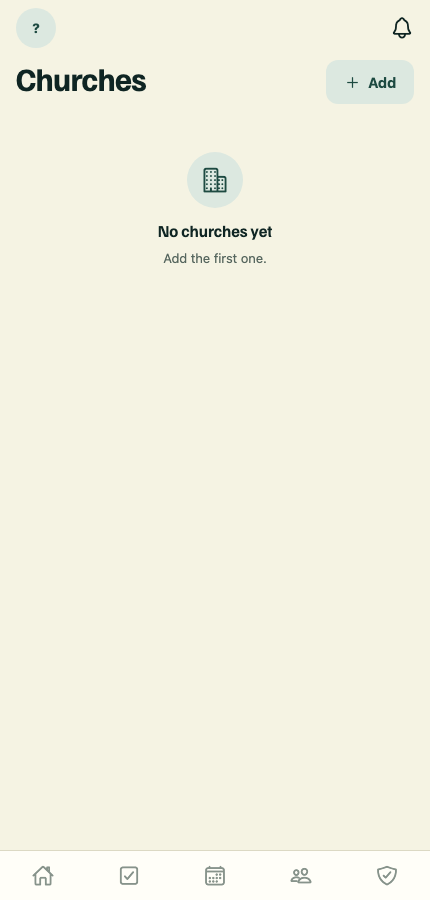 ?
Churches
+ Add
No churches yet
Add the first one.